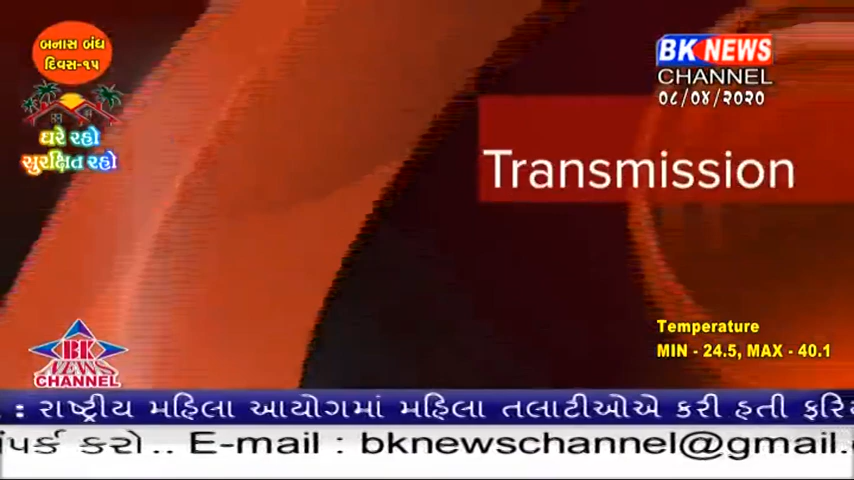 બનાસ બંધ
દિવસ-૧૫
ઘરે રહો
સુરક્ષિત રહો
BK NEWS
CHANNEL
૦૮/૦૪/૨૦૨૦
Transmission
Temperature
MIN - 24.5, MAX - 40.1
BK
NEWS
CHANNEL
: રાષ્ટ્રીય મહિલા આયોગમાં મહિલા તલાટીઓએ કરી હતી ફરિય
કરો... E-mail : bknewschannel@gmail.